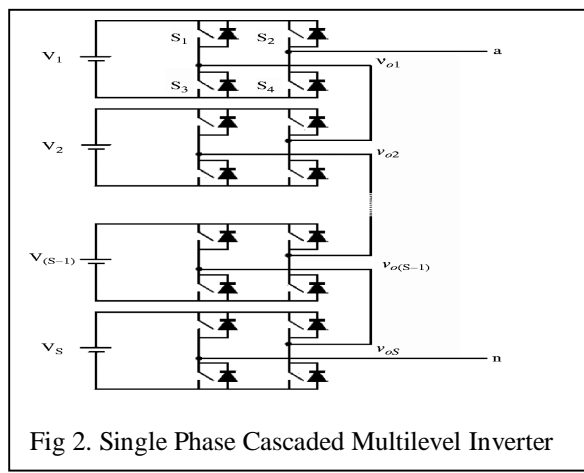 S1 S2
a
V1
vo1
S3 S4
V2
vo2
V(S–1)
vo(S–1)
VS
voS
n
Fig 2. Single Phase Cascaded Multilevel Inverter